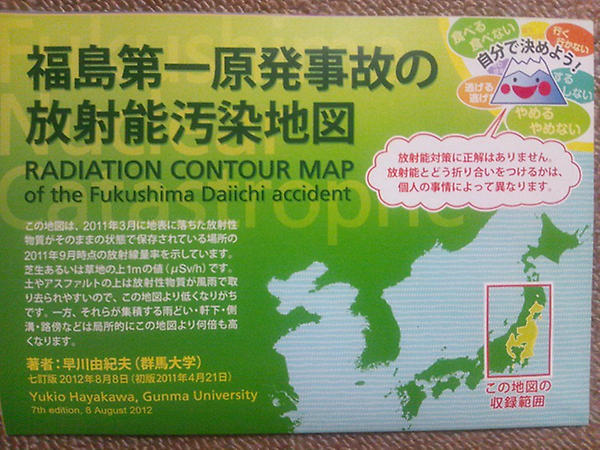 Fukushima
Nuclear
Catastrophe
福島第一原発事故の
放射能汚染地図
RADIATION CONTOUR MAP
of the Fukushima Daiichi accident
食べる
食べない
行く
行かない
自分で決めよう！
逃げる
逃げ
する
しない
やめる
やめない
放射能対策に正解はありません。
放射能とどう折り合いをつけるかは、
個人の事情によって異なります。
この地図は、2011年3月に地表に落ちた放射性
物質がそのままの状態で保存されている場所の
2011年9月時点の放射線量率を示しています。
芝生あるいは草地の上1mの値（μSv/h）です。
土やアスファルトの上は放射性物質が風雨で取
り去られやすいので、この地図より低くなりがち
です。一方、それらが集積する雨どい・軒下・側
溝・路傍などは局所的にこの地図より何倍も高
くなります。
著者：早川由紀夫（群馬大学）
七訂版 2012年8月8日（初版2011年4月21日）
Yukio Hayakawa, Gunma University
7th edition, 8 August 2012
この地図の
収録範囲